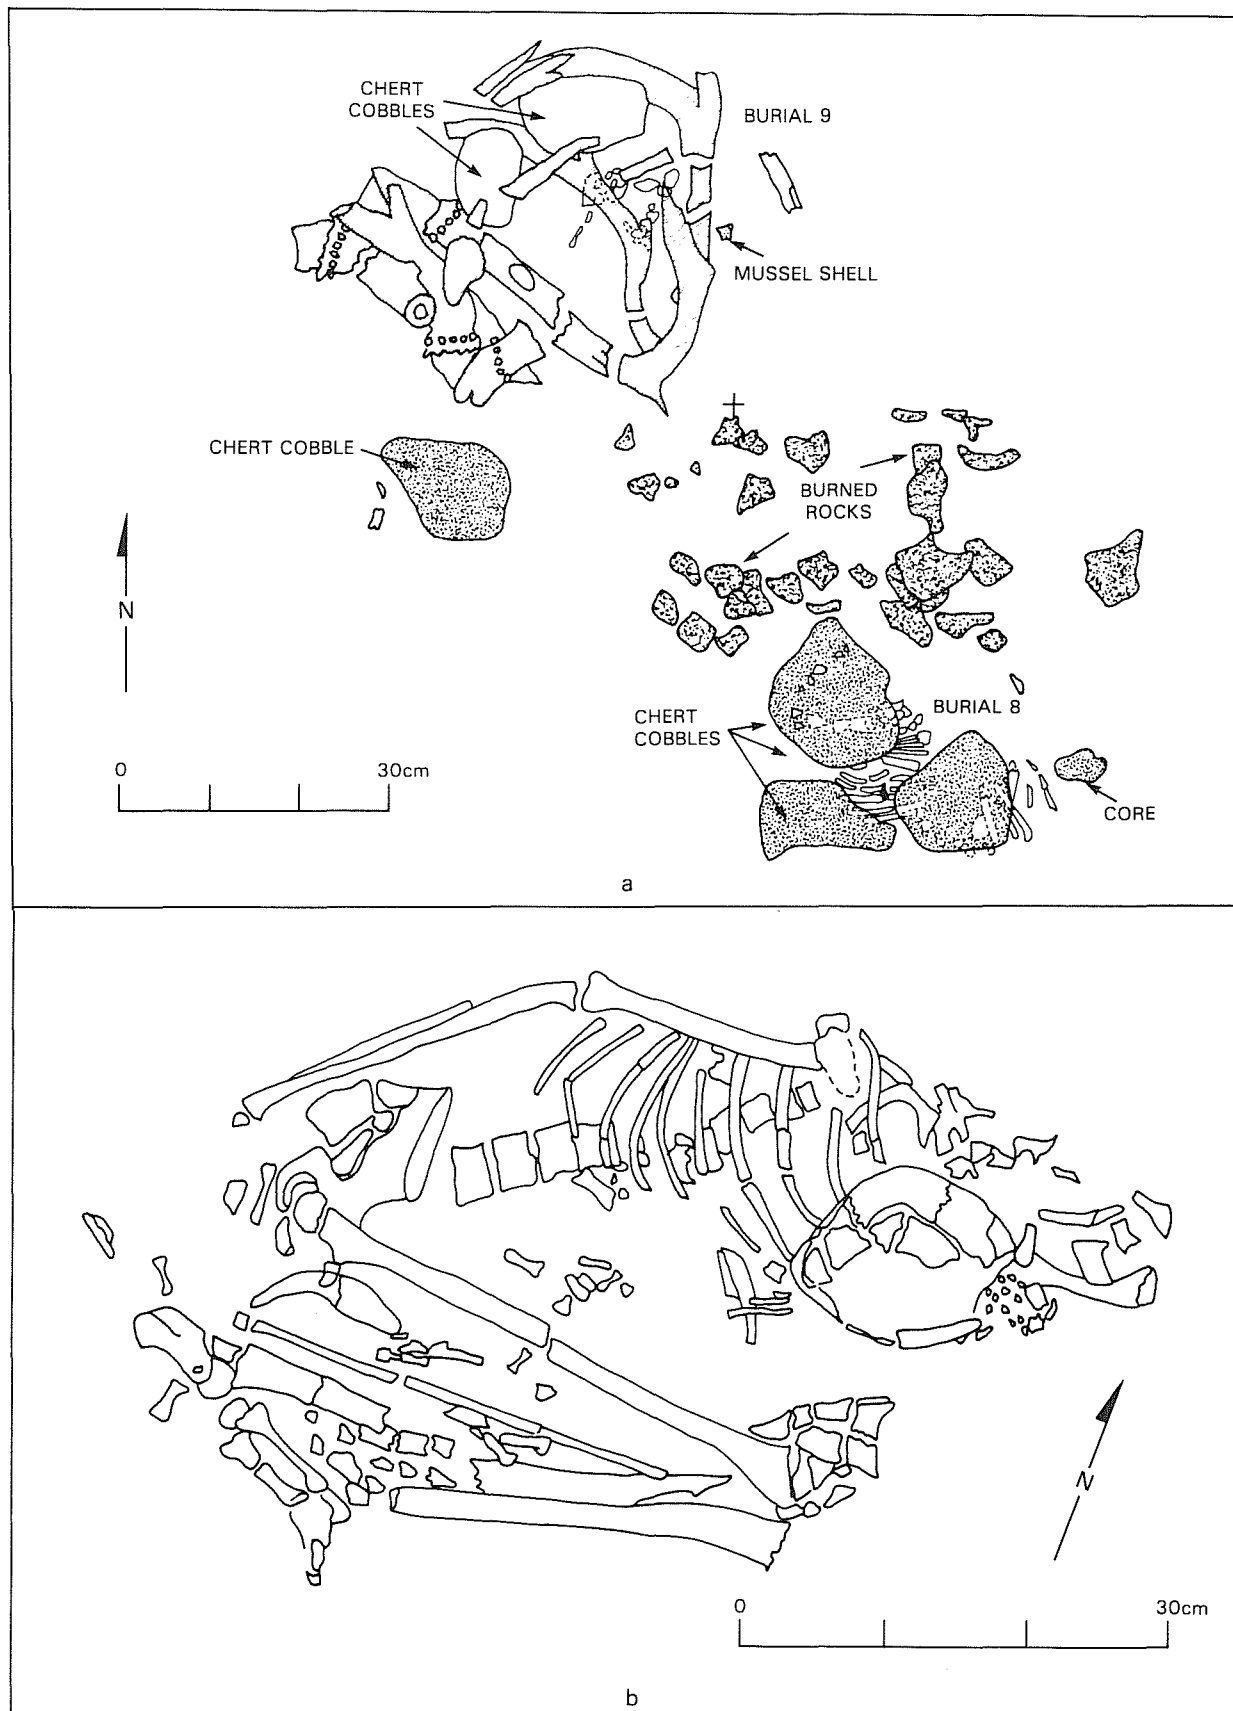 CHERT
COBBLES
BURIAL 9
MUSSEL SHELL
CHERT COBBLE
BURNED
ROCKS
N
BURIAL 8
CHERT
COBBLES
0 30cm
CORE
a
N
0 30cm
b